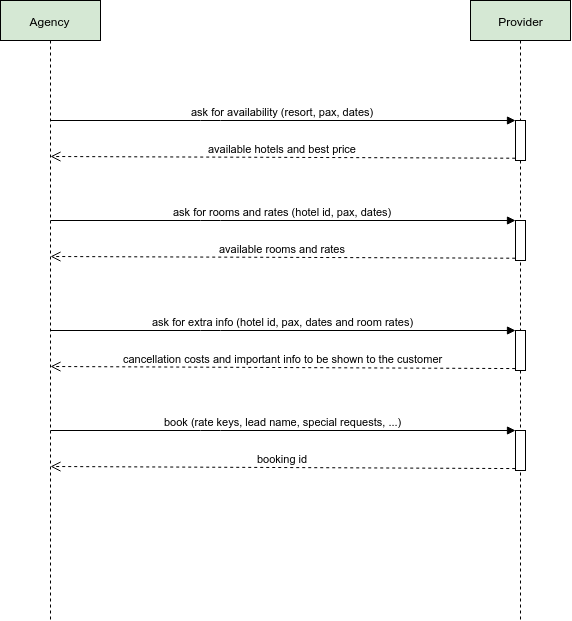 Agency
Provider
ask for availability (resort, pax, dates)
available hotels and best price
ask for rooms and rates (hotel id, pax, dates)
available rooms and rates
ask for extra info (hotel id, pax, dates and room rates)
cancellation costs and important info to be shown to the customer
book (rate keys, lead name, special requests, ...)
booking id